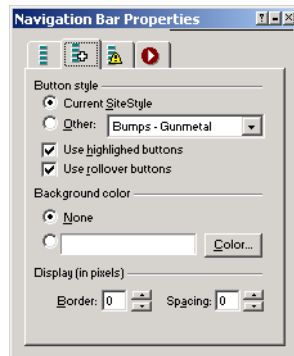 Navigation Bar Properties
Button style
Current SiteStyle
Other: Bumps - Gunmetal
Use highlighed buttons
Use rollover buttons
Background color
None
Color...
Display (in pixels)
Border: 0 Spacing: 0